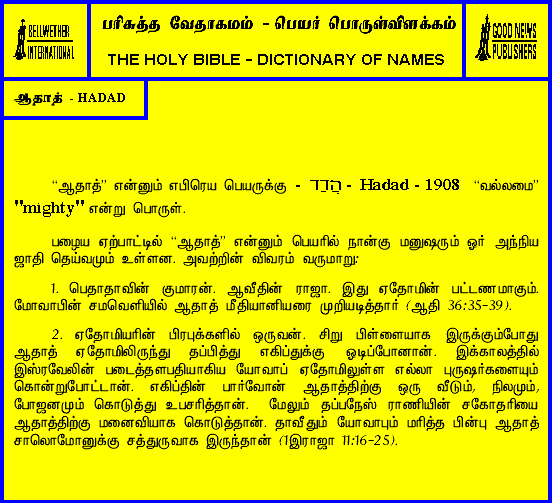 BELLWETHER
INTERNATIONAL
பரிசுத்த வேதாகமம் - பெயர் பொருள்விளக்கம்
THE HOLY BIBLE - DICTIONARY OF NAMES
GOOD NEWS
PUBLISHERS
ஆதாத் - HADAD
“ஆதாத்” என்னும் எபிரெய பெயருக்கு - הֲדַד - Hadad - 1908 “வல்லமை”
"mighty" என்று பொருள்.
பழைய ஏற்பாட்டில் “ஆதாத்” என்னும் பெயரில் நான்கு மனுஷரும் ஓர் அந்நிய
ஜாதி தெய்வமும் உள்ளன. அவற்றின் விவரம் வருமாறு:
1. பெதாதாவின் குமாரன். ஆவீதின் ராஜா. இது ஏதோமின் பட்டணமாகும்.
மோவாபின் சமவெளியில் ஆதாத் மீதியானியரை முறியடித்தார் (ஆதி 36:35-39).
2. ஏதோமியரின் பிரபுக்களில் ஒருவன். சிறு பிள்ளையாக இருக்கும்போது
ஆதாத் ஏதோமிலிருந்து தப்பித்து எகிப்துக்கு ஓடிப்போனான். இக்காலத்தில்
இஸ்ரவேலின் படைத்தளபதியாகிய யோவாப் ஏதோமிலுள்ள எல்லா புருஷர்களையும்
கொன்றுபோட்டான். எகிப்தின் பார்வோன் ஆதாத்திற்கு ஒரு வீடும், நிலமும்,
போஜனமும் கொடுத்து உபசரித்தான். மேலும் தப்பநேஸ் ராணியின் சகோதரியை
ஆதாத்திற்கு மனைவியாக கொடுத்தான். தாவீதும் யோவாபும் மரித்த பின்பு ஆதாத்
சாலொமோனுக்கு சத்துருவாக இருந்தான் (1இராஜா 11:16-25).